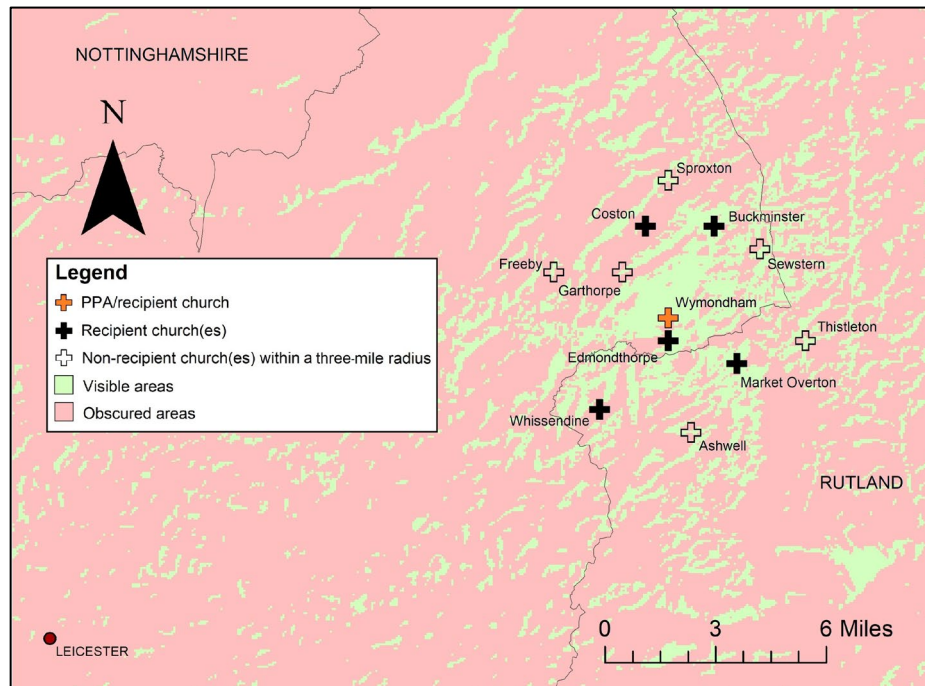 NOTTINGHAMSHIRE
N
Sproxton
Coston
Buckminster
Freeby
Garthorpe
Sewstern
Wymondham
Thistleton
Edmondthorpe
Market Overton
Whissendine
Ashwell
RUTLAND
Legend
PPA/recipient church
Recipient church(es)
Non-recipient church(es) within a three-mile radius
Visible areas
Obscured areas
LEICESTER
0 3 6 Miles